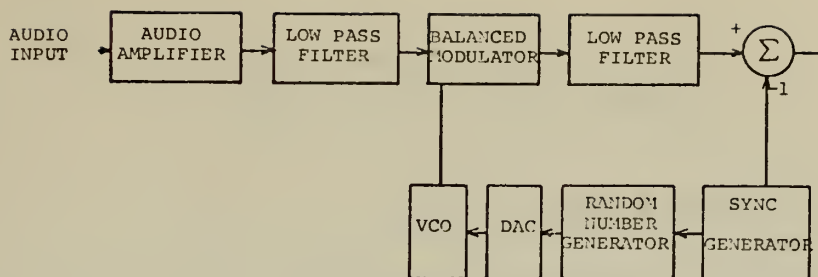 AUDIO
INPUT
AUDIO
AMPLIFIER
LOW PASS
FILTER
BALANCED
MODULATOR
LOW PASS
FILTER
+
Σ
-1
VCO
DAC
RANDOM
NUMBER
GENERATOR
SYNC
GENERATOR